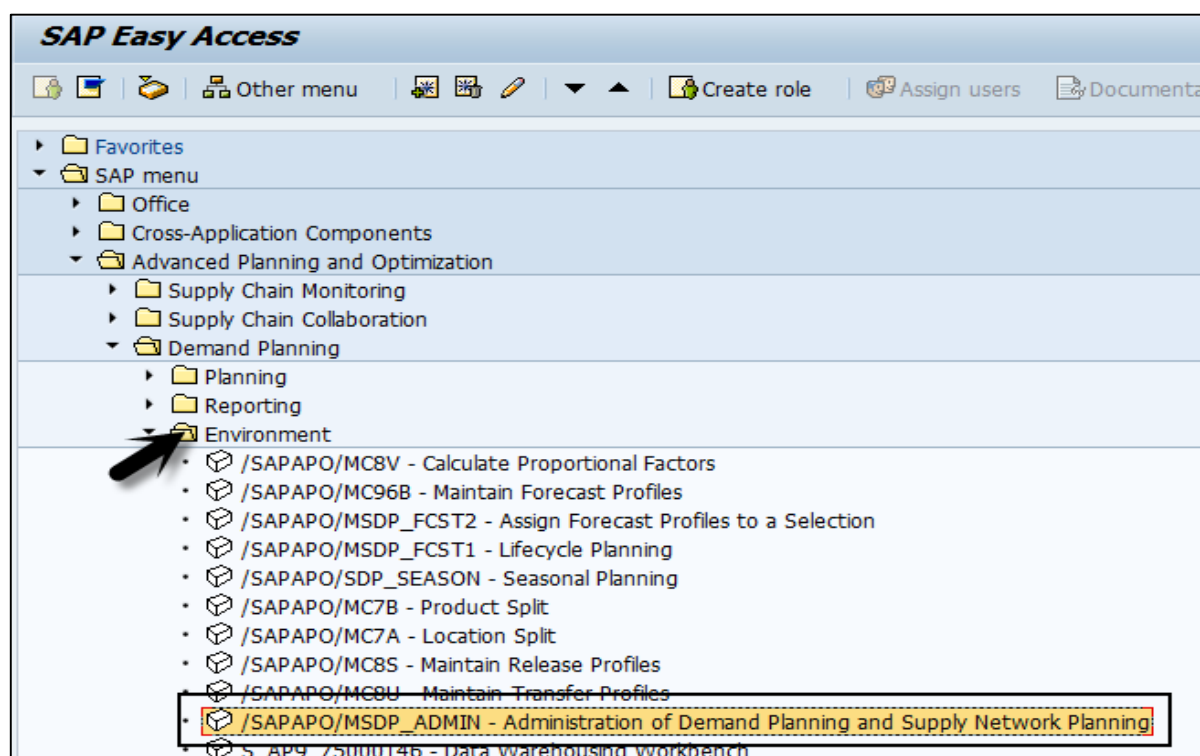 SAP Easy Access
Other menu Create role Assign users Documenta
Favorites
SAP menu
Office
Cross-Application Components
Advanced Planning and Optimization
Supply Chain Monitoring
Supply Chain Collaboration
Demand Planning
Planning
Reporting
Environment
/SAPAPO/MC8V - Calculate Proportional Factors
/SAPAPO/MC96B - Maintain Forecast Profiles
/SAPAPO/MSDP_FCST2 - Assign Forecast Profiles to a Selection
/SAPAPO/MSDP_FCST1 - Lifecycle Planning
/SAPAPO/SDP_SEASON - Seasonal Planning
/SAPAPO/MC7B - Product Split
/SAPAPO/MC7A - Location Split
/SAPAPO/MC8S - Maintain Release Profiles
/SAPAPO/MC8U - Maintain Transfer Profiles
/SAPAPO/MSDP_ADMIN - Administration of Demand Planning and Supply Network Planning
S_AP9_75000146 - Data Warehousing Workbench